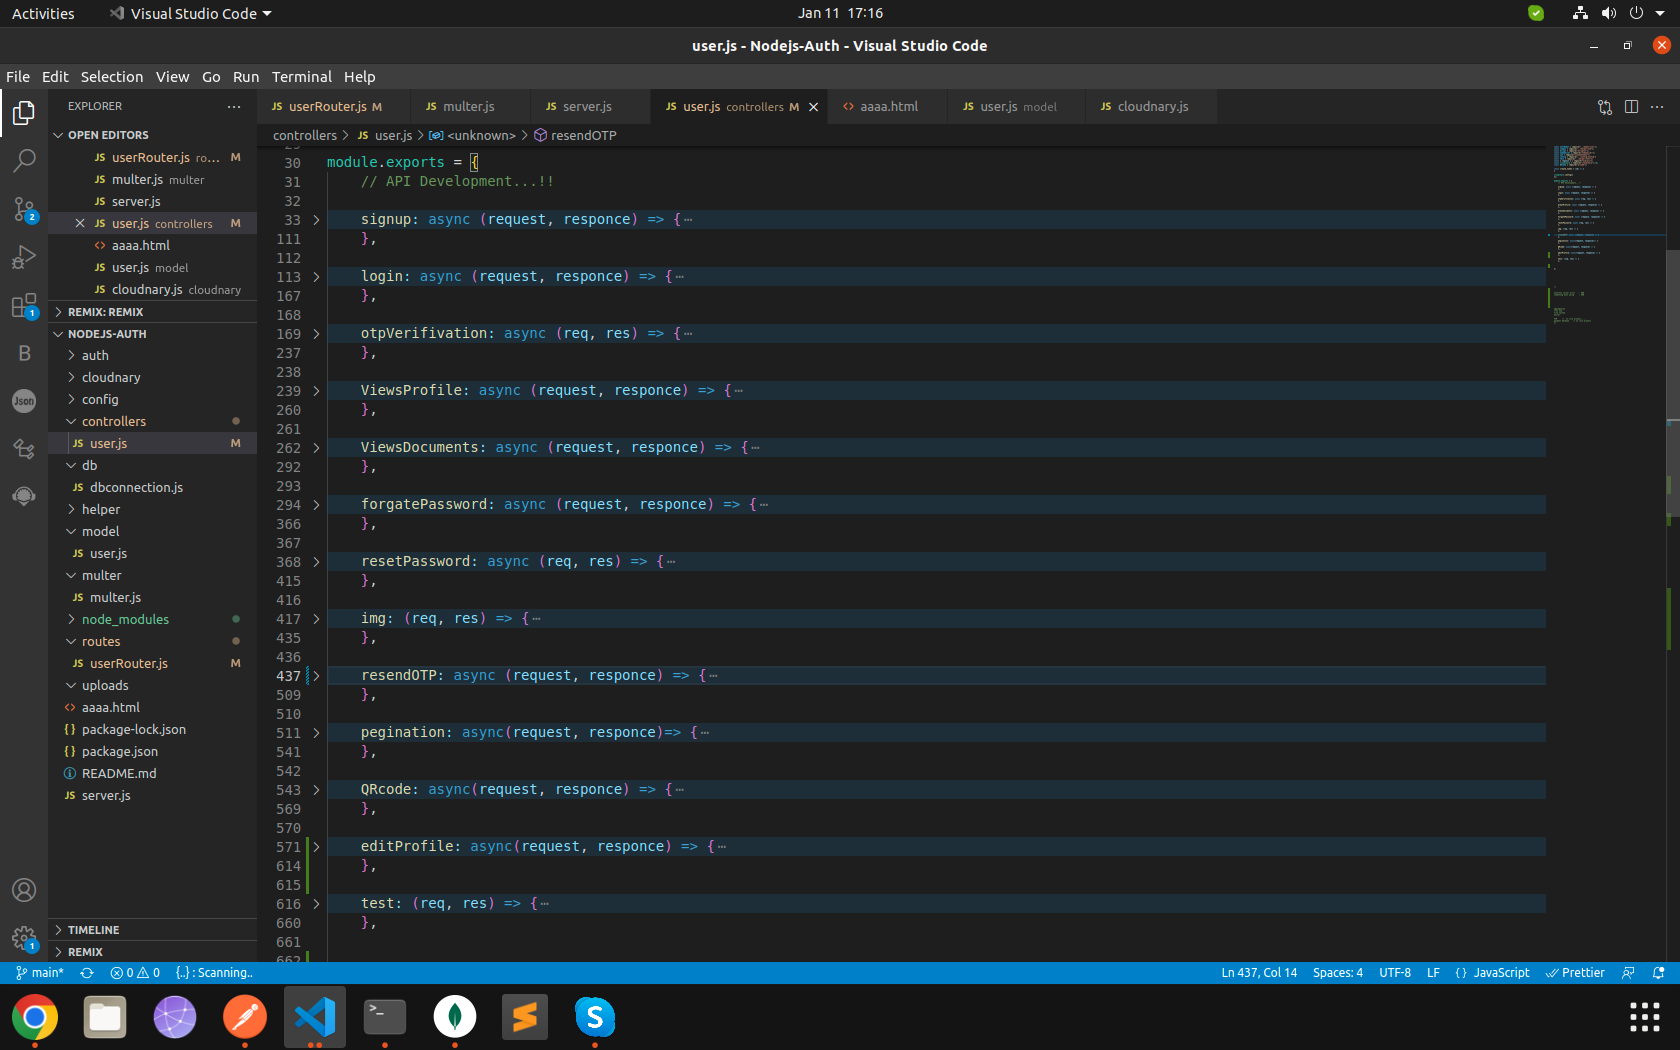 Activities Visual Studio Code Jan 11 17:16
user.js - Nodejs-Auth - Visual Studio Code
File Edit Selection View Go Run Terminal Help
EXPLORER
OPEN EDITORS
JS userRouter.js ro... M
JS multer.js multer
JS server.js
JS user.js controllers M
<> aaaa.html
JS user.js model
JS cloudnary.js cloudnary
REMIX: REMIX
NODEJS-AUTH
auth
cloudnary
config
controllers
JS user.js M
db
JS dbconnection.js
helper
model
JS user.js
multer
JS multer.js
node_modules
routes
JS userRouter.js M
uploads
<> aaaa.html
{} package-lock.json
{} package.json
README.md
JS server.js
TIMELINE
REMIX
2
1
B
Json
1
JS userRouter.js M JS multer.js JS server.js JS user.js controllers M <> aaaa.html JS user.js model JS cloudnary.js
controllers > JS user.js > <unknown> > resendOTP
30 module.exports = {
31 // API Development...!!
32
33 signup: async (request, responce) => {…
111 },
112
113 login: async (request, responce) => {…
167 },
168
169 otpVerifivation: async (req, res) => {…
237 },
238
239 ViewsProfile: async (request, responce) => {…
260 },
261
262 ViewsDocuments: async (request, responce) => {…
292 },
293
294 forgatePassword: async (request, responce) => {…
366 },
367
368 resetPassword: async (req, res) => {…
415 },
416
417 img: (req, res) => {…
435 },
436
437 resendOTP: async (request, responce) => {…
509 },
510
511 pegination: async(request, responce)=> {…
541 },
542
543 QRcode: async(request, responce) => {…
569 },
570
571 editProfile: async(request, responce) => {…
614 },
615
616 test: (req, res) => {…
660 },
661
662
main* 0 0 {..} : Scanning.. Ln 437, Col 14 Spaces: 4 UTF-8 LF {} JavaScript Prettier
>_
S